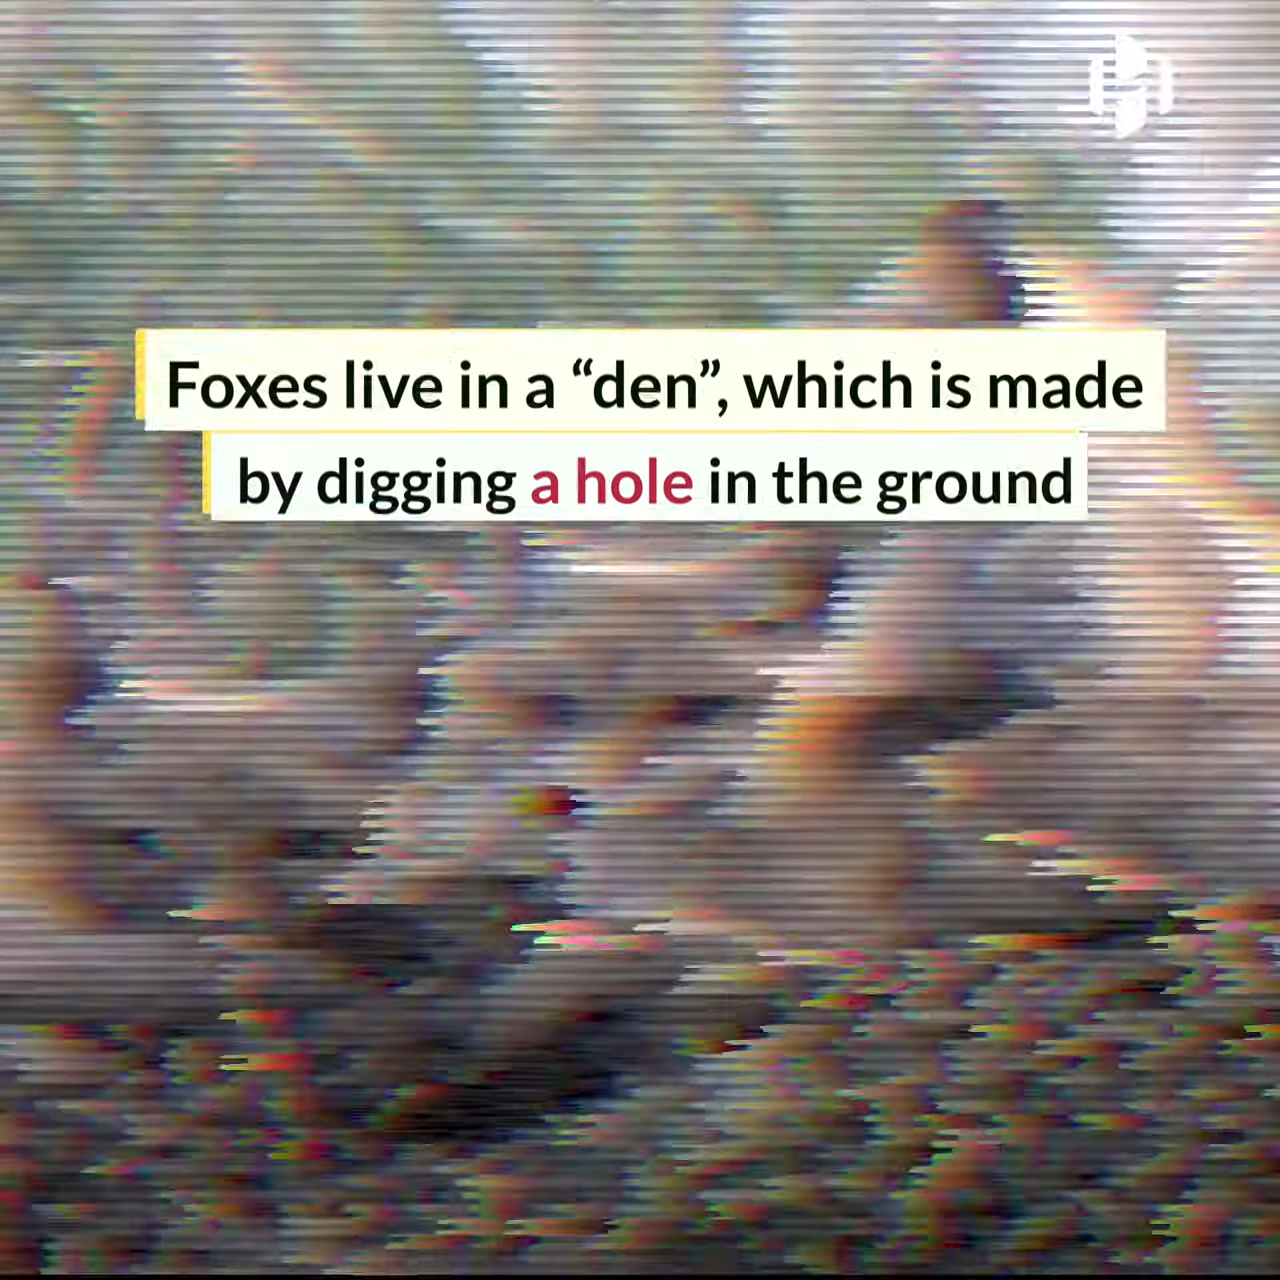 Foxes live in a “den”, which is made
by digging a hole in the ground